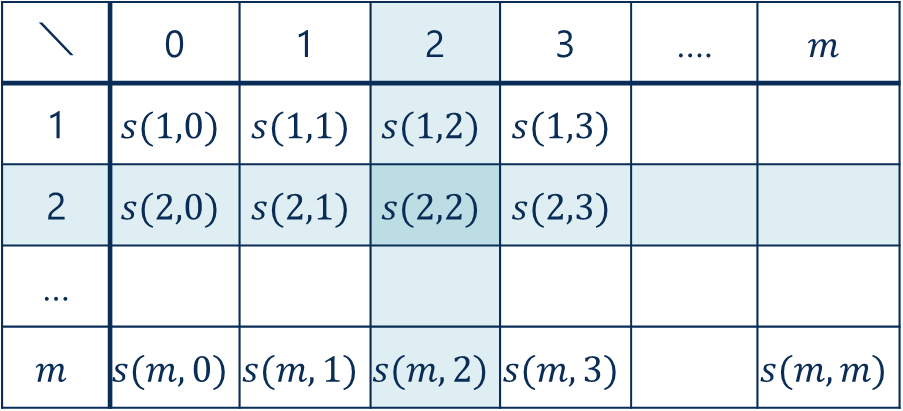 \ 0 1 2 3 .... m
1 s(1,0) s(1,1) s(1,2) s(1,3)
2 s(2,0) s(2,1) s(2,2) s(2,3)
...
m s(m, 0) s(m, 1) s(m, 2) s(m, 3) s(m, m)